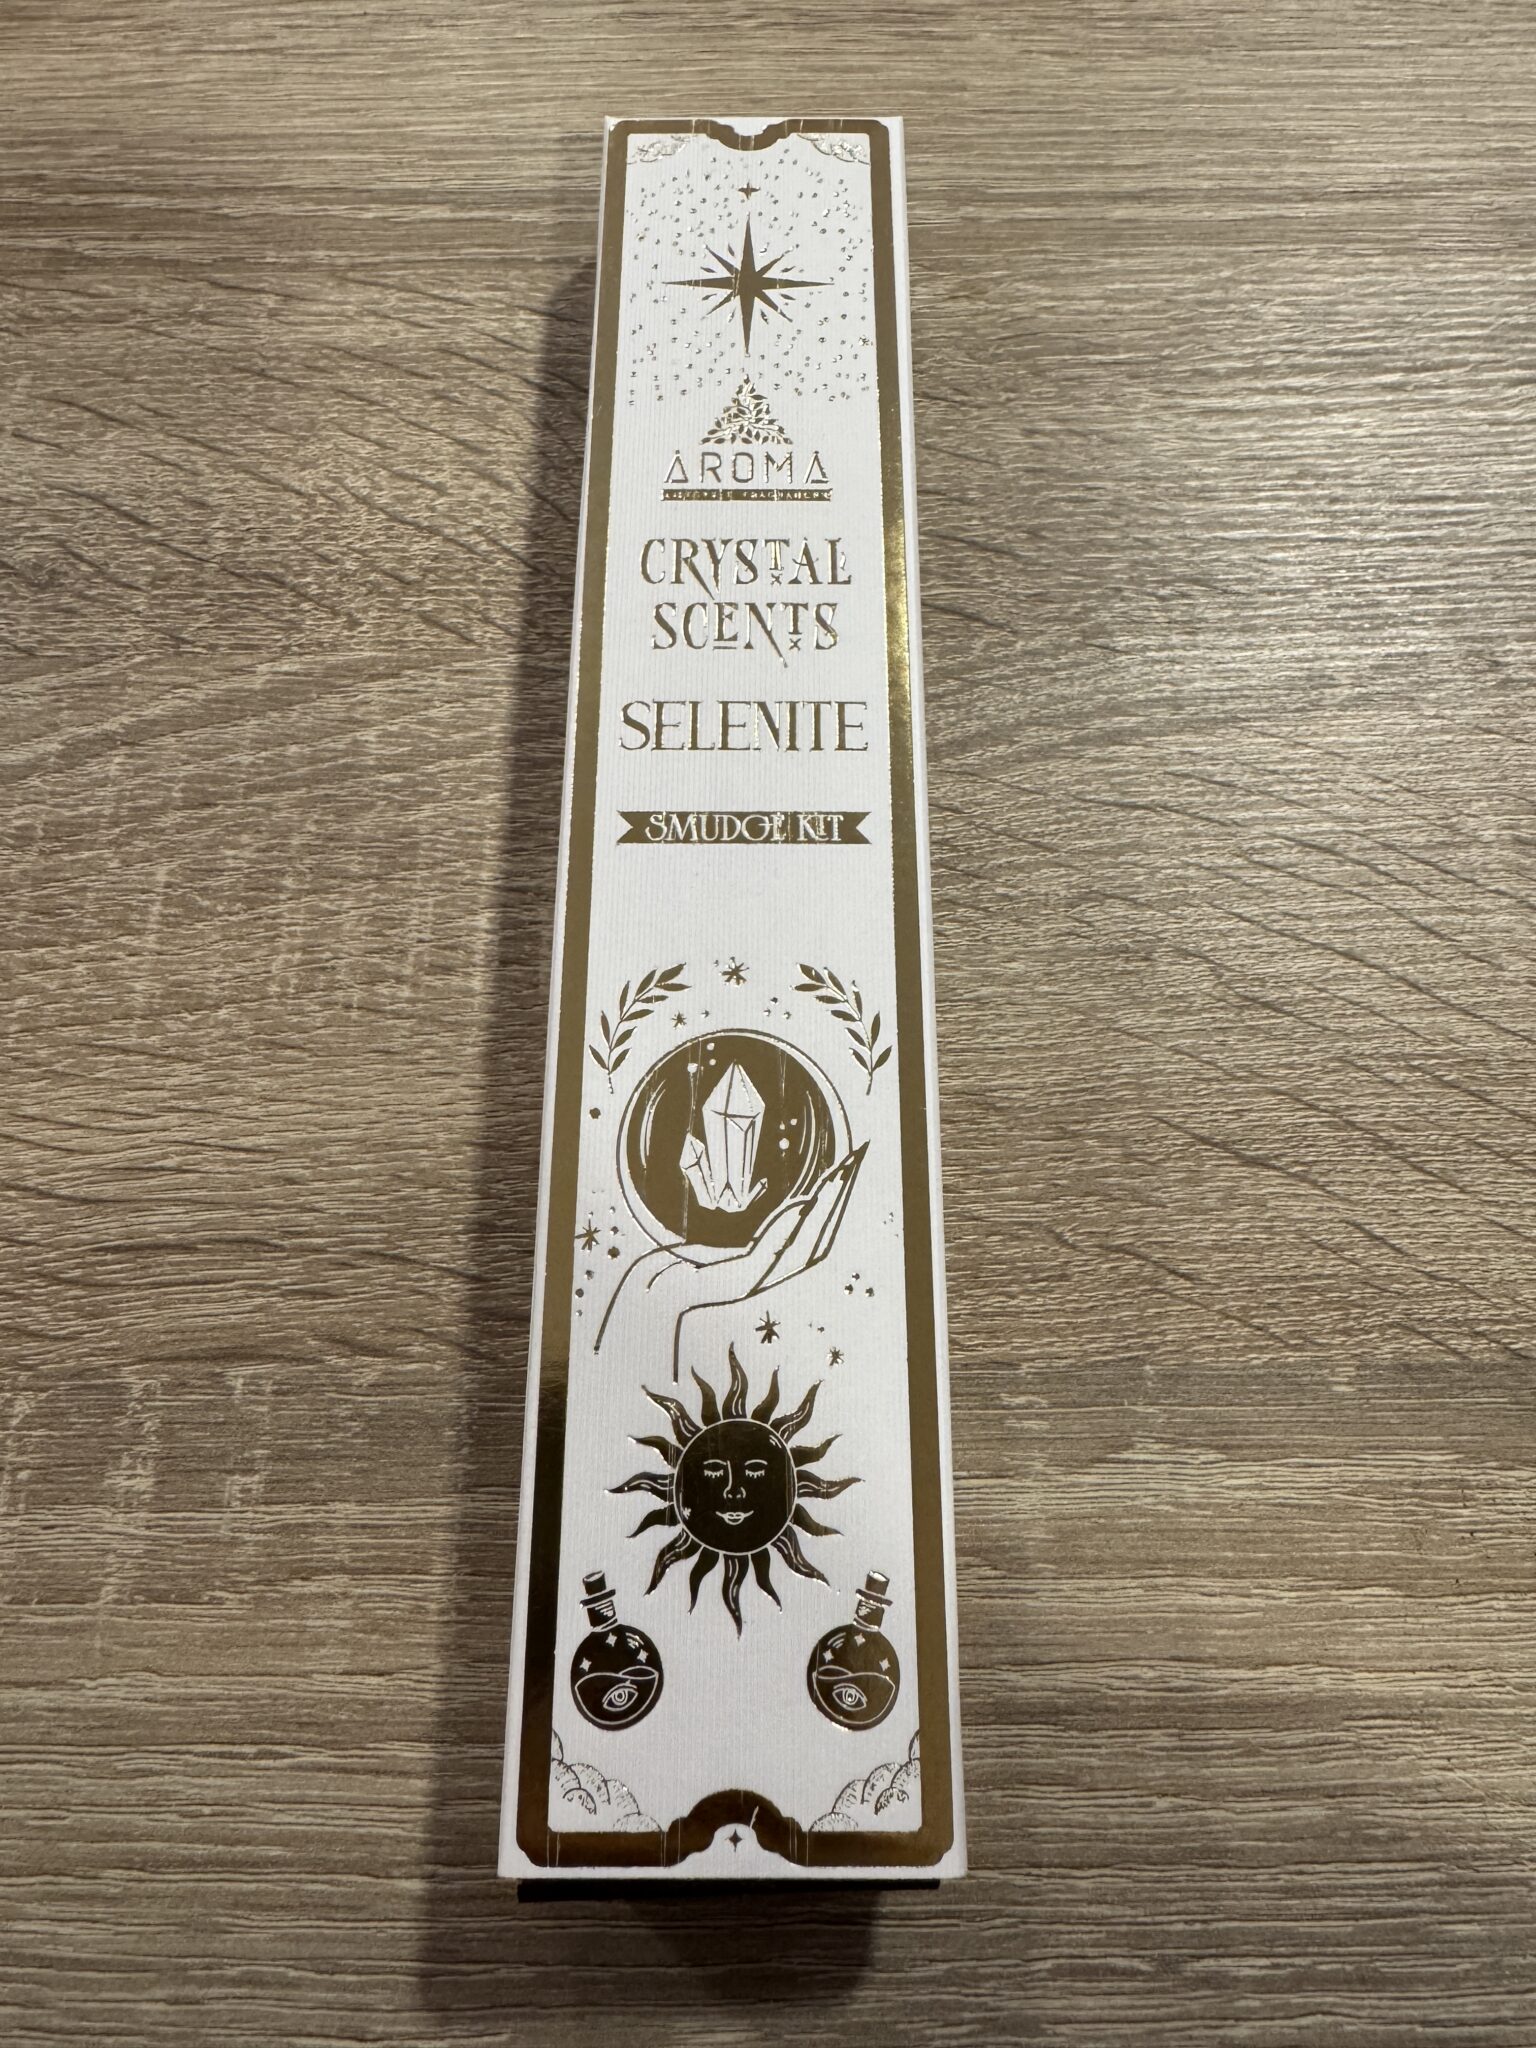 AROMA
CRYSTAL
SCENTS
SELENITE
SMUDGE KIT